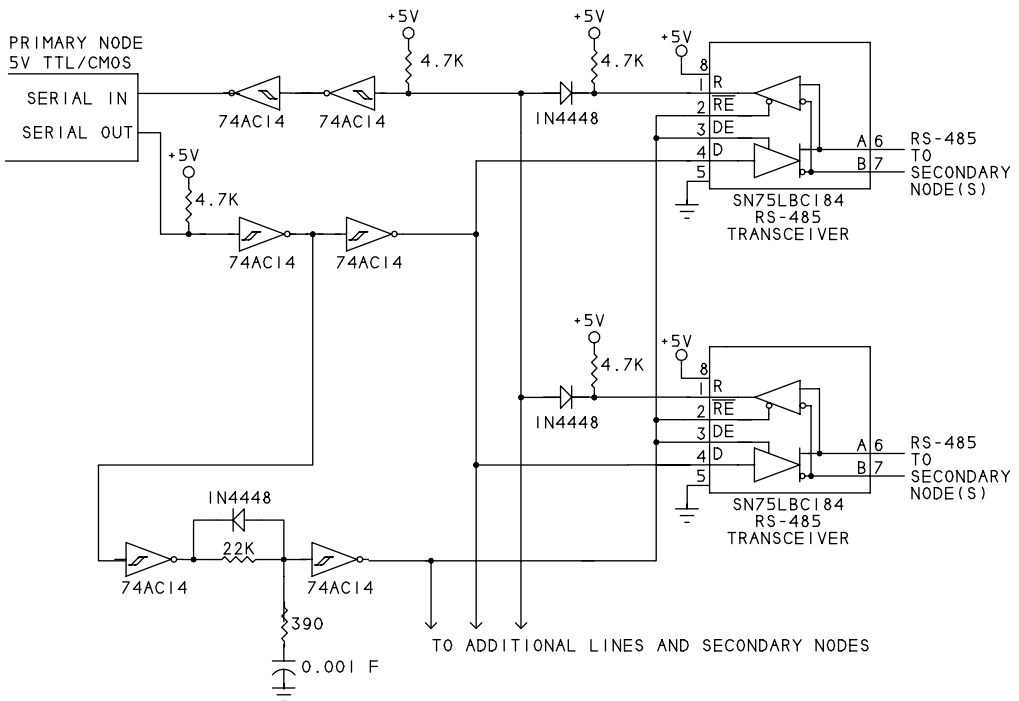 PRIMARY NODE
5V TTL/CMOS
SERIAL IN
SERIAL OUT
+5V
4.7K
74AC14
74AC14
+5V
4.7K
1N4448
+5V
8
1
R
2
RE
3
DE
4
D
5
A
6
B
7
RS-485
TO
SECONDARY
NODE(S)
SN75LBC184
RS-485
TRANSCEIVER
+5V
4.7K
74AC14
74AC14
+5V
4.7K
1N4448
+5V
8
1
R
2
RE
3
DE
4
D
5
A
6
B
7
RS-485
TO
SECONDARY
NODE(S)
SN75LBC184
RS-485
TRANSCEIVER
1N4448
22K
74AC14
74AC14
390
0.001 F
TO ADDITIONAL LINES AND SECONDARY NODES